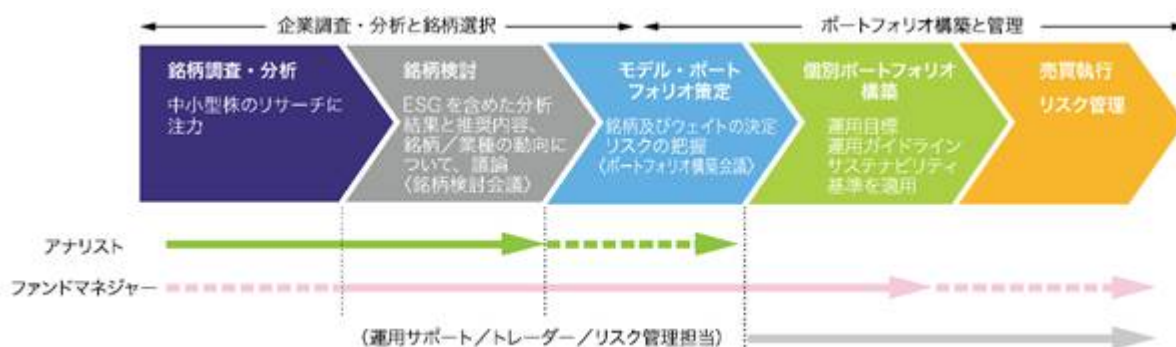 企業調査・分析と銘柄選択
ポートフォリオ構築と管理
銘柄調査・分析
中小型株のリサーチに
注力
銘柄検討
ESGを含めた分析
結果と推奨内容、
銘柄／業種の動向に
ついて、議論
〈銘柄検討会議〉
モデル・ポート
フォリオ策定
銘柄及びウェイトの決定
リスクの把握
〈ポートフォリオ構築会議〉
個別ポートフォリオ
構築
運用目標
運用ガイドライン
サステナビリティ
基準を適用
売買執行
リスク管理
アナリスト
ファンドマネジャー
（運用サポート／トレーダー／リスク管理担当）